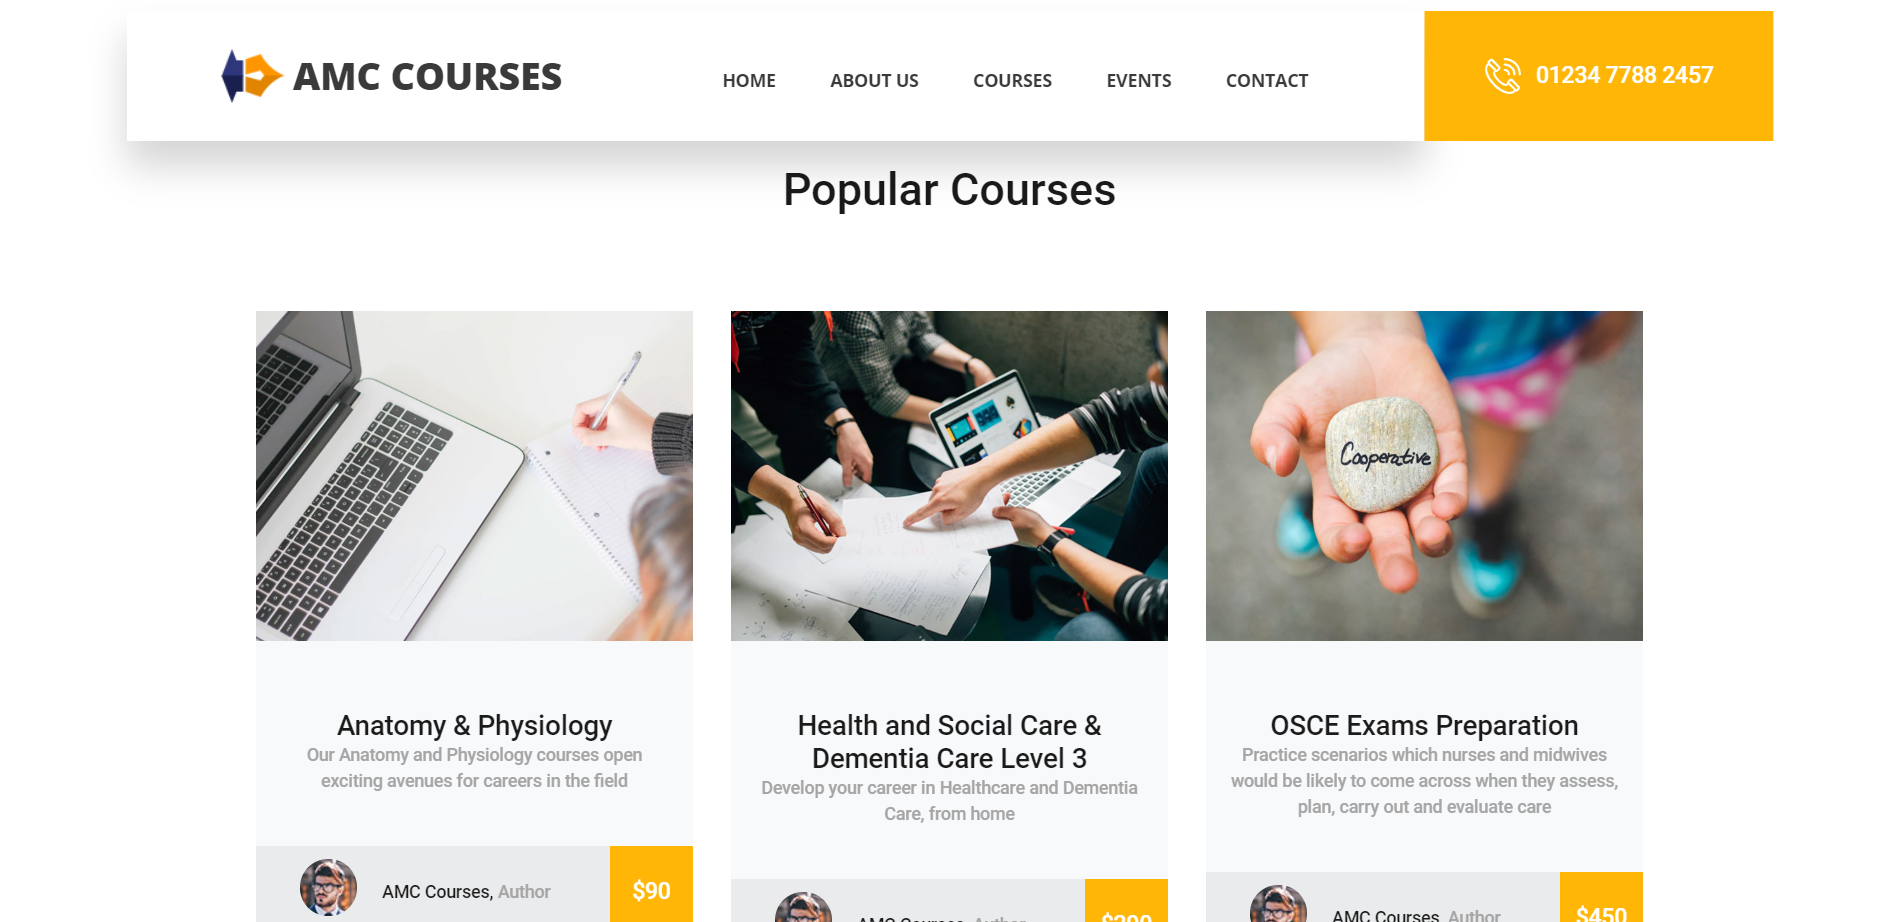 AMC COURSES
HOME
ABOUT US
COURSES
EVENTS
CONTACT
01234 7788 2457
Popular Courses
Cooperative
Anatomy & Physiology
Our Anatomy and Physiology courses open
exciting avenues for careers in the field
AMC Courses, Author
$90
Health and Social Care &
Dementia Care Level 3
Develop your career in Healthcare and Dementia
Care, from home
AMC Courses, Author
OSCE Exams Preparation
Practice scenarios which nurses and midwives
would be likely to come across when they assess,
plan, carry out and evaluate care
AMC Courses, Author
$450